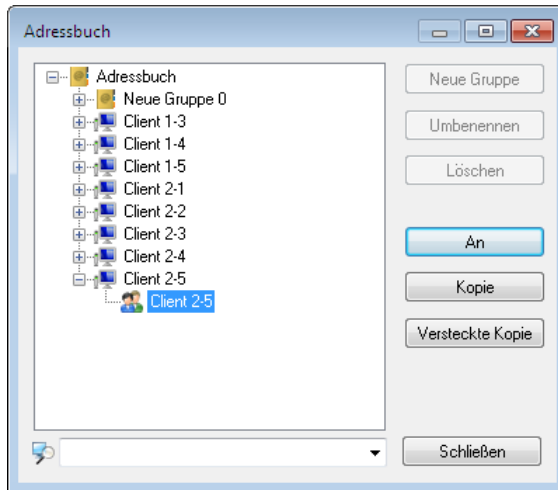 Adressbuch
Adressbuch
Neue Gruppe 0
Client 1-3
Client 1-4
Client 1-5
Client 2-1
Client 2-2
Client 2-3
Client 2-4
Client 2-5
Client 2-5
Neue Gruppe
Umbenennen
Löschen
An
Kopie
Versteckte Kopie
Schließen